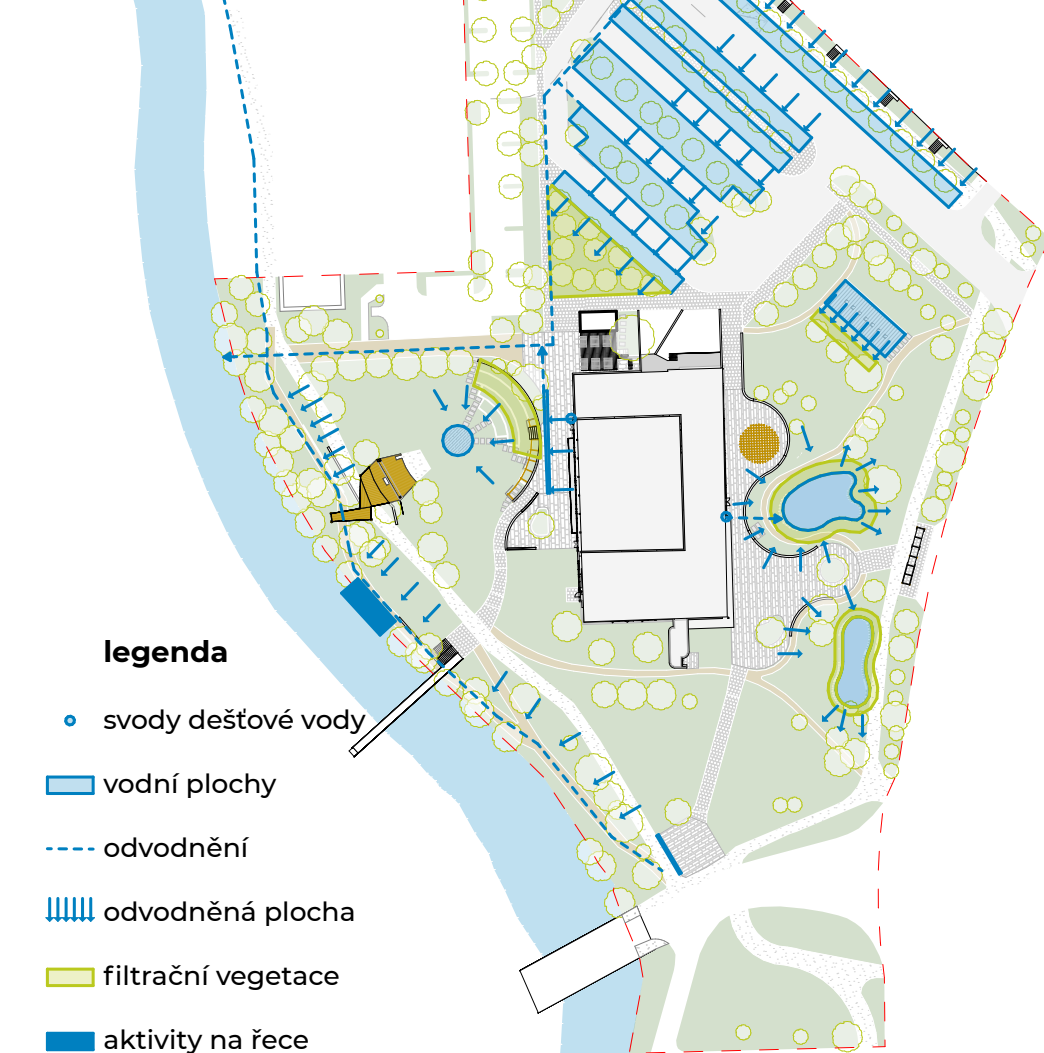 legenda
svody dešťové vody
vodní plochy
odvodnění
odvodněná plocha
filtrační vegetace
aktivity na řece